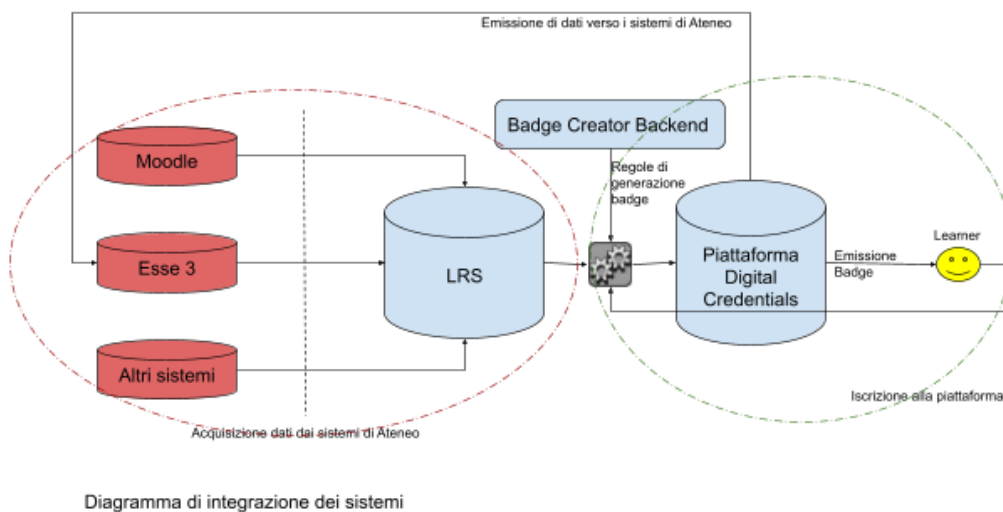 Emissione di dati verso i sistemi di Ateneo
Badge Creator Backend
Moodle
Regole di
generazione
badge
Esse 3
LRS
Piattaforma
Digital
Credentials
Emissione
Badge
Learner
Altri sistemi
Iscrizione alla piattaforma
Acquisizione dati dai sistemi di Ateneo
Diagramma di integrazione dei sistemi